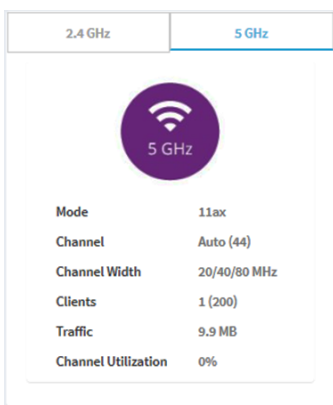 2.4 GHz 5 GHz
5 GHz
Mode 11ax
Channel Auto (44)
Channel Width 20/40/80 MHz
Clients 1 (200)
Traffic 9.9 MB
Channel Utilization 0%